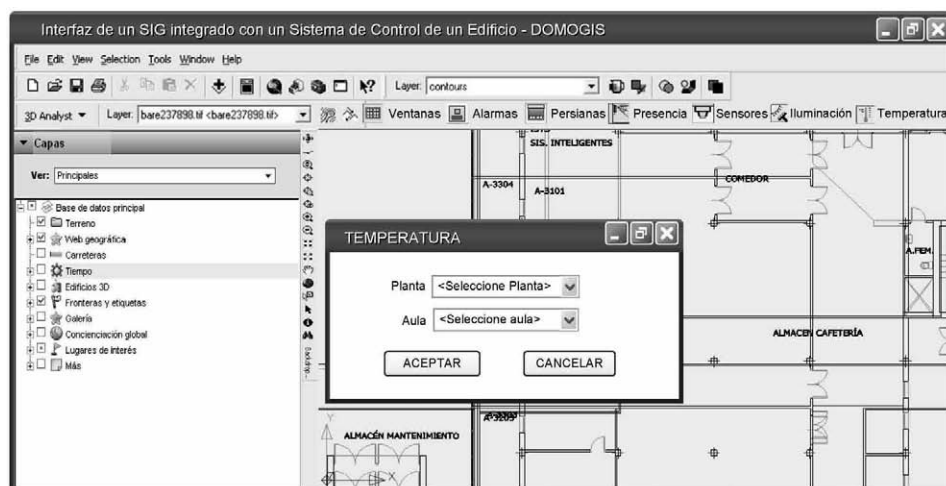 Interfaz de un SIG integrado con un Sistema de Control de un Edificio - DOMOGIS
File Edit View Selection Tools Window Help
Layer: contours
3D Analyst Layer: bare237898.tif <bare237898.tif>
Ventanas Alarmas Persianas Presencia Sensores Iluminación Temperatura
Capas
Ver: Principales
Base de datos principal
Terreno
Web geográfica
Carreteras
Tiempo
Edificios 3D
Fronteras y etiquetas
Galería
Concienciación global
Lugares de interés
Más
SIS. INTELIGENTES
A-3304
A-3101
COMEDOR
A.FEM.
TEMPERATURA
Planta <Seleccione Planta>
Aula <Seleccione aula>
ACEPTAR CANCELAR
ALMACEN CAFETERÍA
ALMACÉN MANTENIMIENTO
Y
X